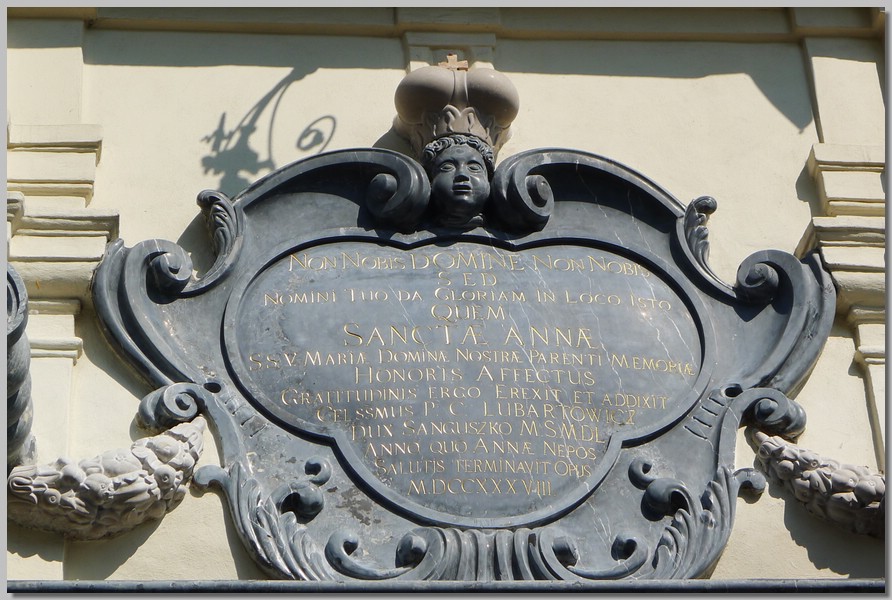 NON NOBIS DOMINE NON NOBIS
SED
NOMINI TUO DA GLORIAM IN LOCO ISTO
QUEM
SANCTÆ ANNÆ
S.S.V. MARIÆ DOMINÆ NOSTRÆ PARENTI MEMORIÆ
HONORIS AFFECTUS
GRATITUDINIS ERGO EREXIT ET ADDIXIT
CELSSMUS P. C. LUBARTOWICZ
DUX SANGUSZKO M.S.M.D.L.
ANNO QUO ANNÆ NEPOS
SALUTIS TERMINAVIT OPUS
M.DCCXXXVIII